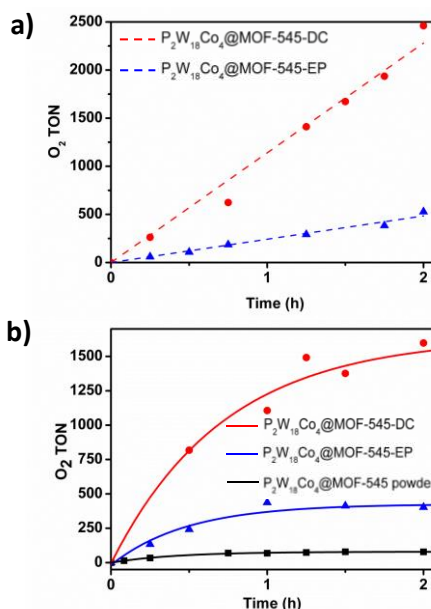 a)
P₂W₁₈Co₄@MOF-545-DC
P₂W₁₈Co₄@MOF-545-EP
O₂ TON
2500
2000
1500
1000
500
0
0 1 2
Time (h)
b)
O₂ TON
1500
1250
1000
750
500
250
0
P₂W₁₈Co₄@MOF-545-DC
P₂W₁₈Co₄@MOF-545-EP
P₂W₁₈Co₄@MOF-545 powde
0 1 2
Time (h)